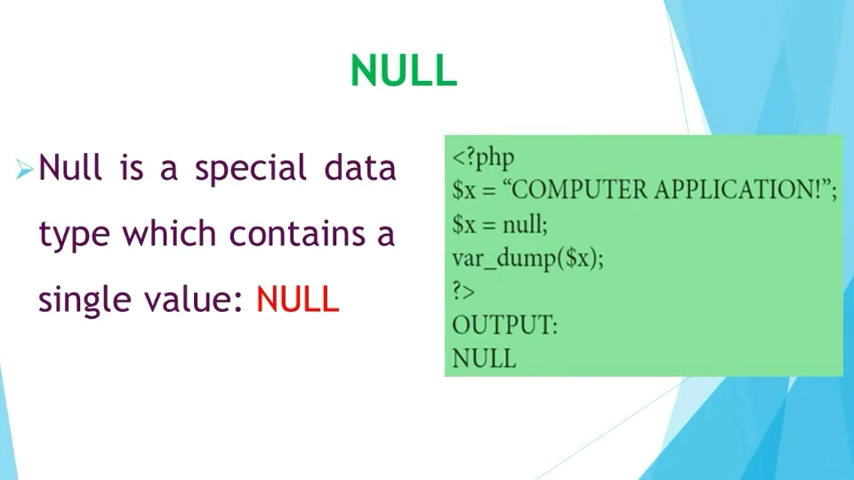 NULL
Null is a special data
type which contains a
single value: NULL
<?php
$x = “COMPUTER APPLICATION!”;
$x = null;
var_dump($x);
?>
OUTPUT:
NULL